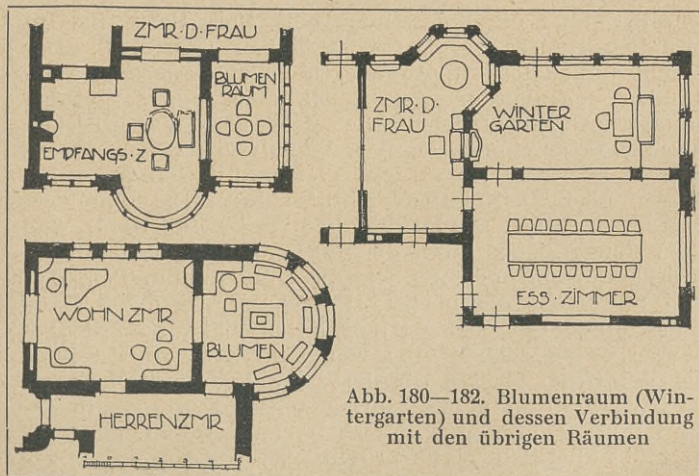 ZMR·D·FRAU
BLUMEN
RAUM
EMPFANGS·Z
ZMR·D·
FRAU
WINTER
GARTEN
ESS·ZIMMER
WOHN ZMR
BLUMEN
HERRENZMR
Abb. 180—182. Blumenraum (Win-
tergarten) und dessen Verbindung
mit den übrigen Räumen